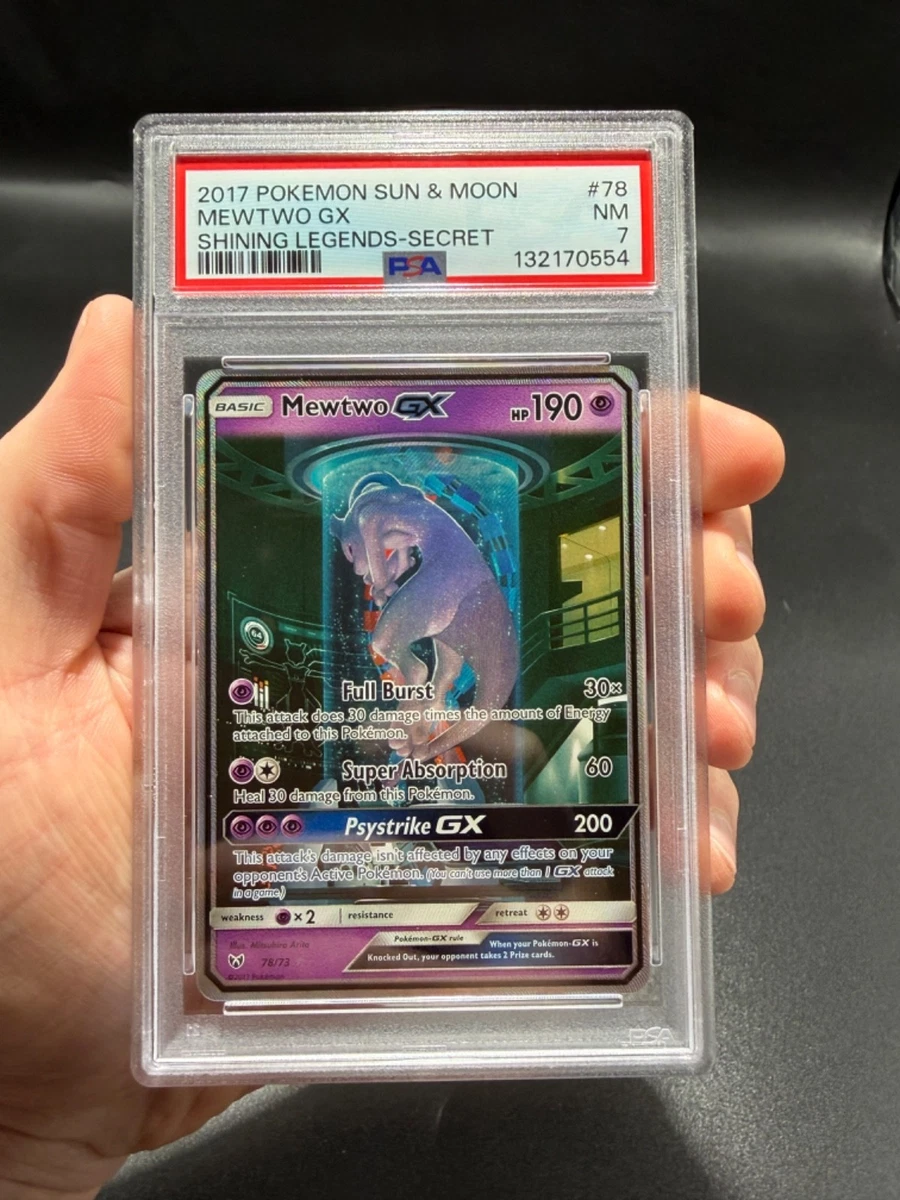 2017 POKEMON SUN & MOON #78
MEWTWO GX NM
SHINING LEGENDS-SECRET 7
PSA 132170554
BASIC Mewtwo GX HP 190
64
Full Burst 30×
This attack does 30 damage times the amount of Energy
attached to this Pokémon.
Super Absorption 60
Heal 30 damage from this Pokémon.
Psystrike GX 200
This attack's damage isn't affected by any effects on your
opponent's Active Pokémon. (You can't use more than 1 GX attack
in a game.)
weakness ×2 resistance retreat
Illus. Mitsuhiro Arita
Pokémon-GX rule When your Pokémon-GX is
Knocked Out, your opponent takes 2 Prize cards.
78/73
©2017 Pokémon
PSA